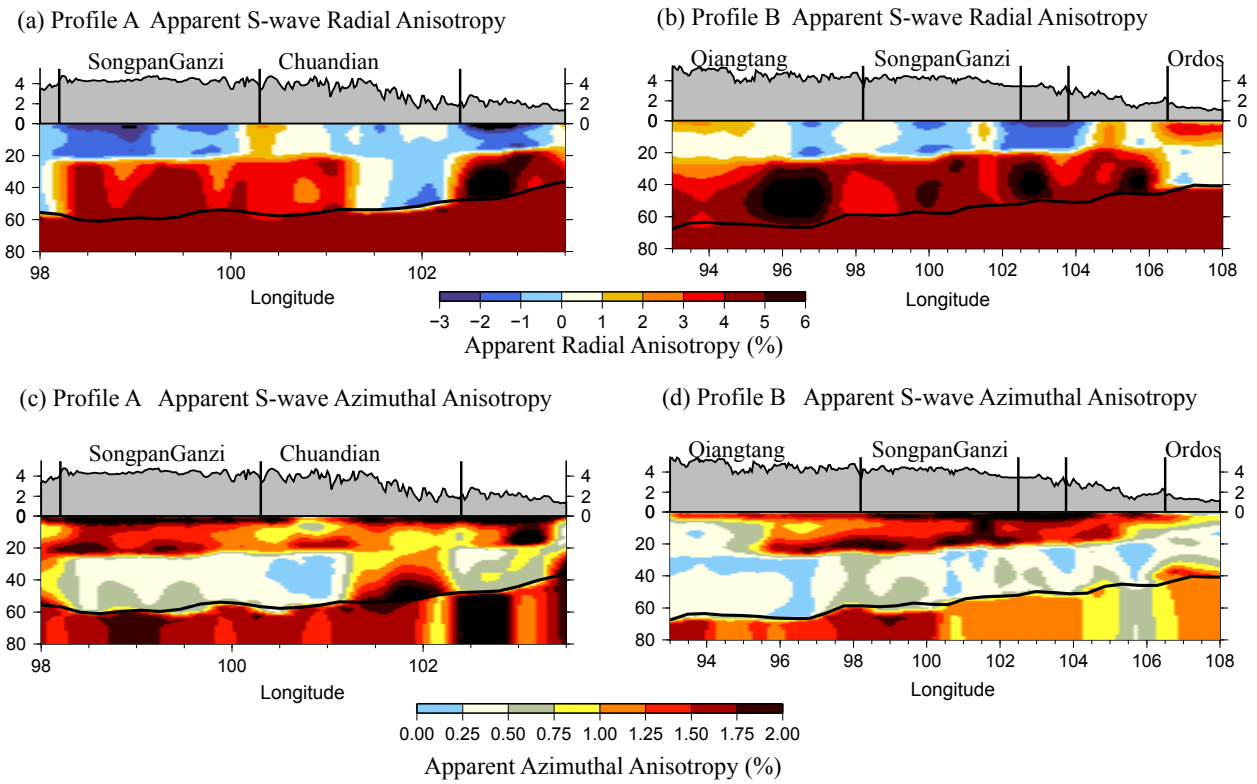 (a) Profile A Apparent S-wave Radial Anisotropy
SongpanGanzi Chuandian
4 4
2 2
0 0
20
40
60
80
98 100 102
Longitude
(b) Profile B Apparent S-wave Radial Anisotropy
Qiangtang SongpanGanzi Ordos
4 4
2 2
0 0
20
40
60
80
94 96 98 100 102 104 106 108
Longitude
−3 −2 −1 0 1 2 3 4 5 6
Apparent Radial Anisotropy (%)
(c) Profile A Apparent S-wave Azimuthal Anisotropy
SongpanGanzi Chuandian
4 4
2 2
0 0
20
40
60
80
98 100 102
Longitude
(d) Profile B Apparent S-wave Azimuthal Anisotropy
Qiangtang SongpanGanzi Ordos
4 4
2 2
0 0
20
40
60
80
94 96 98 100 102 104 106 108
Longitude
0.00 0.25 0.50 0.75 1.00 1.25 1.50 1.75 2.00
Apparent Azimuthal Anisotropy (%)